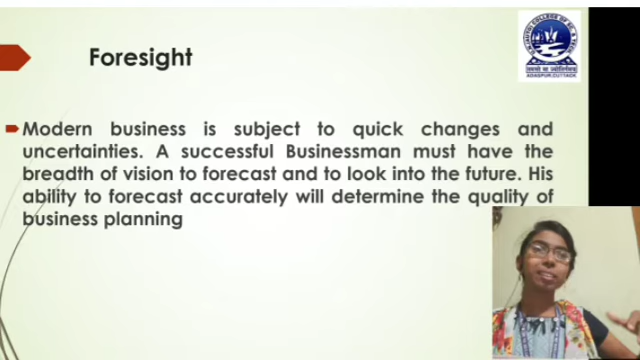 Foresight
Modern business is subject to quick changes and
uncertainties. A successful Businessman must have the
breadth of vision to forecast and to look into the future. His
ability to forecast accurately will determine the quality of
business planning
ADASPUR, CUTTACK